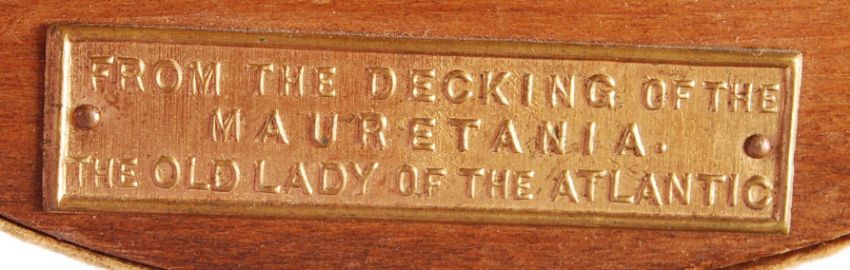 FROM THE DECKING OF THE
MAURETANIA.
THE OLD LADY OF THE ATLANTIC